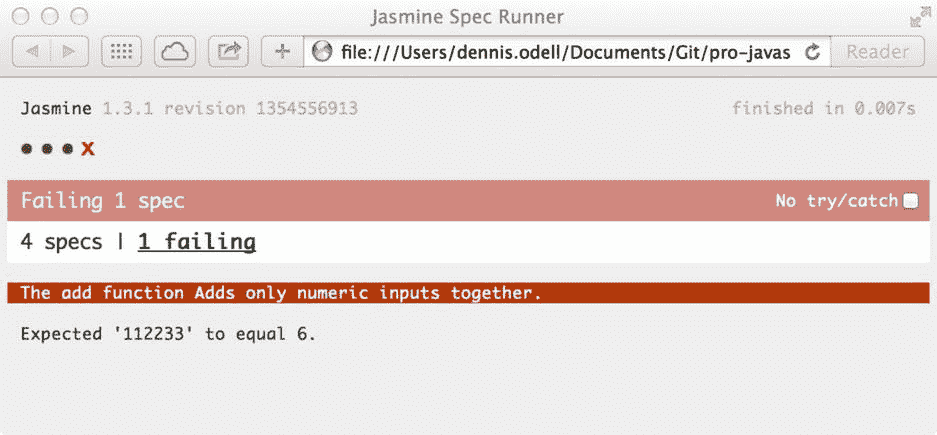 Jasmine Spec Runner
file:///Users/dennis.odell/Documents/Git/pro-javas
Reader
Jasmine 1.3.1 revision 1354556913
finished in 0.007s
● ● ● x
Failing 1 spec
No try/catch
4 specs | 1 failing
The add function Adds only numeric inputs together.
Expected '112233' to equal 6.